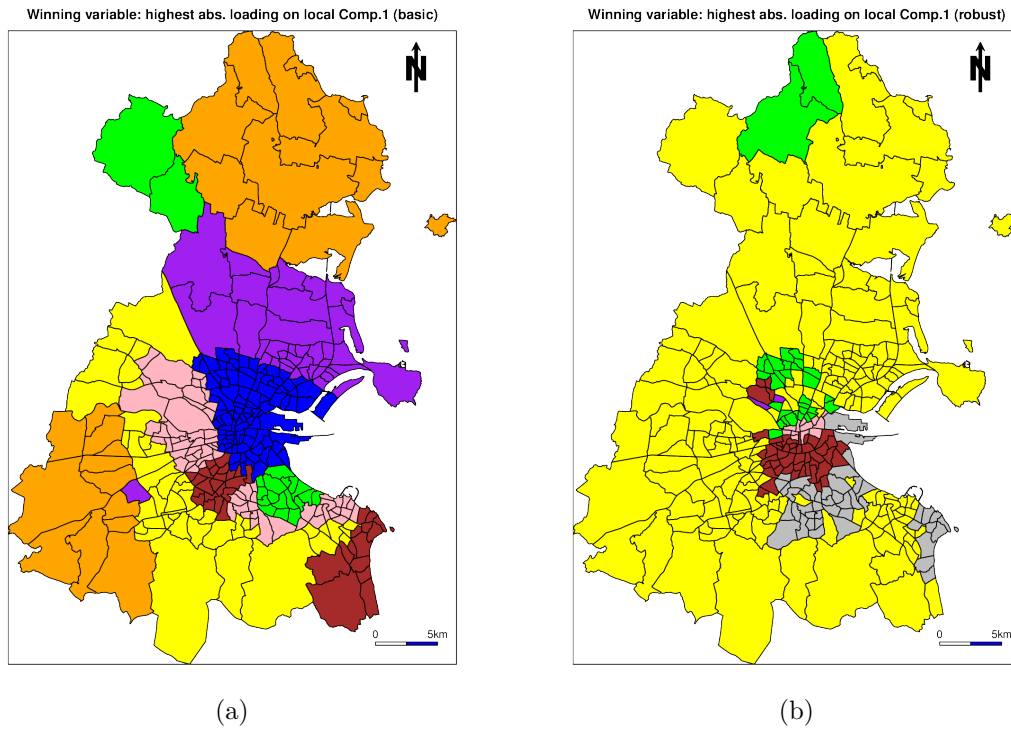 Winning variable: highest abs. loading on local Comp.1 (basic)
Winning variable: highest abs. loading on local Comp.1 (robust)
N
N
0 5km
0 5km
(a)
(b)